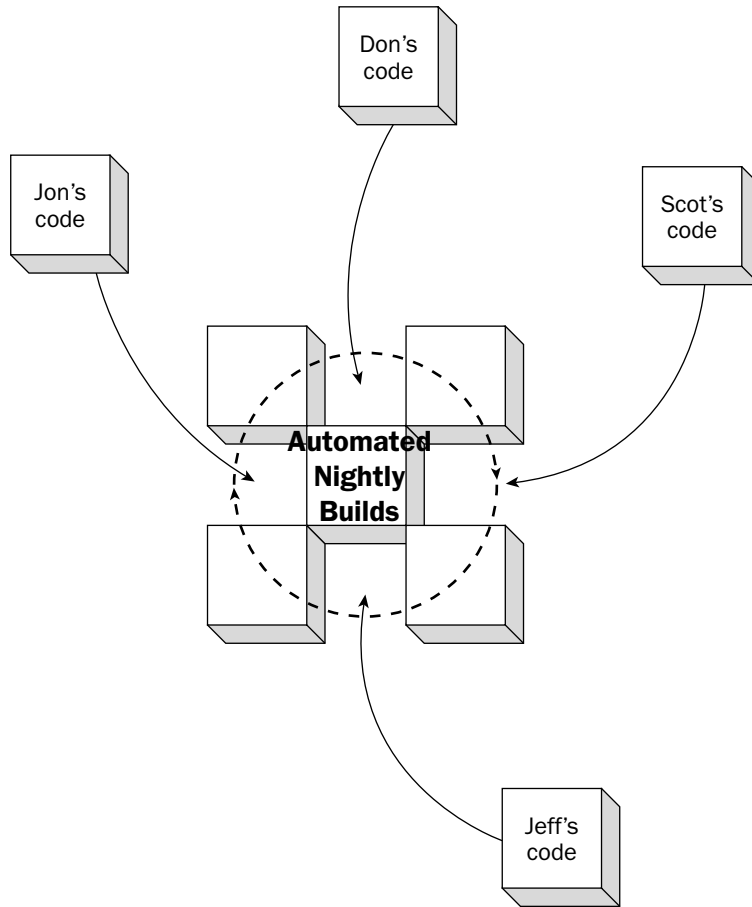 Don's
code
Jon's
code
Scot's
code
Automated
Nightly
Builds
Jeff's
code